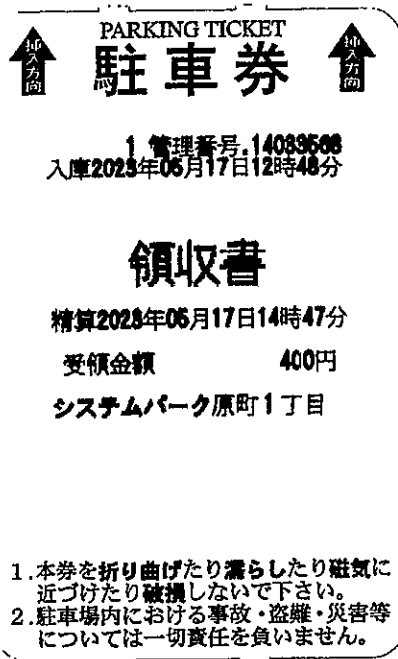 PARKING TICKET
挿入方向
駐車券
挿入方向
1 管理番号.14033568
入庫2023年05月17日12時48分
領収書
精算2023年05月17日14時47分
受領金額 400円
システムパーク原町1丁目
1.本券を折り曲げたり濡らしたり磁気に
近づけたり破損しないで下さい。
2.駐車場内における事故・盗難・災害等
については一切責任を負いません。